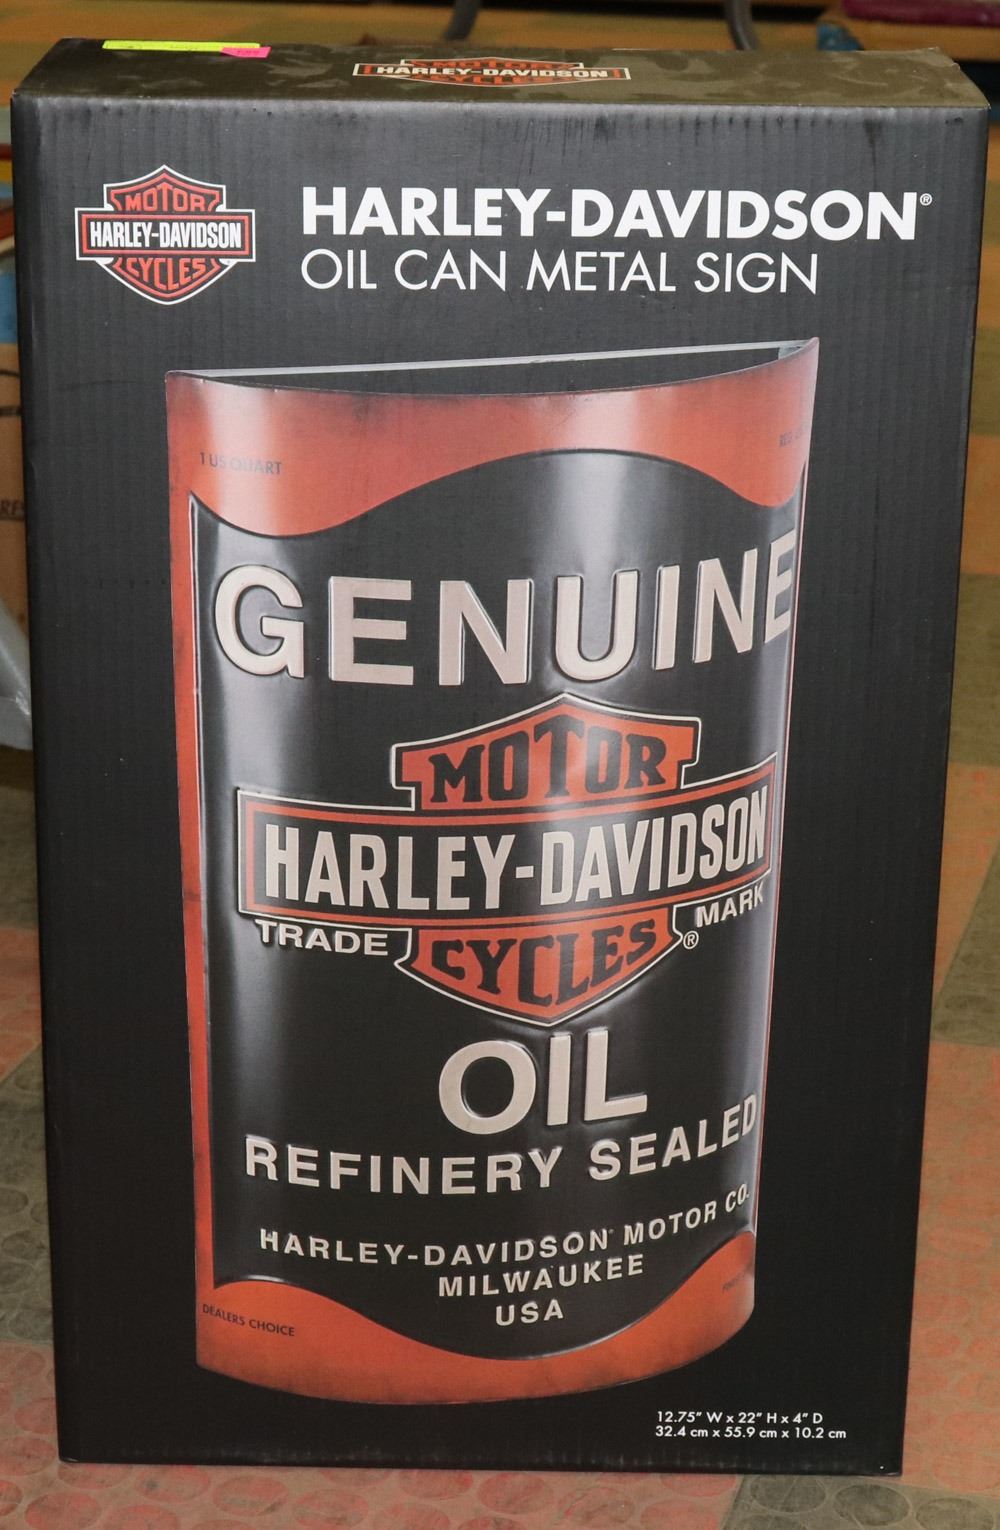 HARLEY-DAVIDSON
MOTOR
HARLEY-DAVIDSON
CYCLES
HARLEY-DAVIDSON®
OIL CAN METAL SIGN
1 US QUART
GENUINE
MOTOR
HARLEY-DAVIDSON
TRADE MARK
CYCLES ®
OIL
REFINERY SEALED
HARLEY-DAVIDSON MOTOR CO.
MILWAUKEE
USA
DEALERS CHOICE
12.75" W x 22" H x 4" D
32.4 cm x 55.9 cm x 10.2 cm